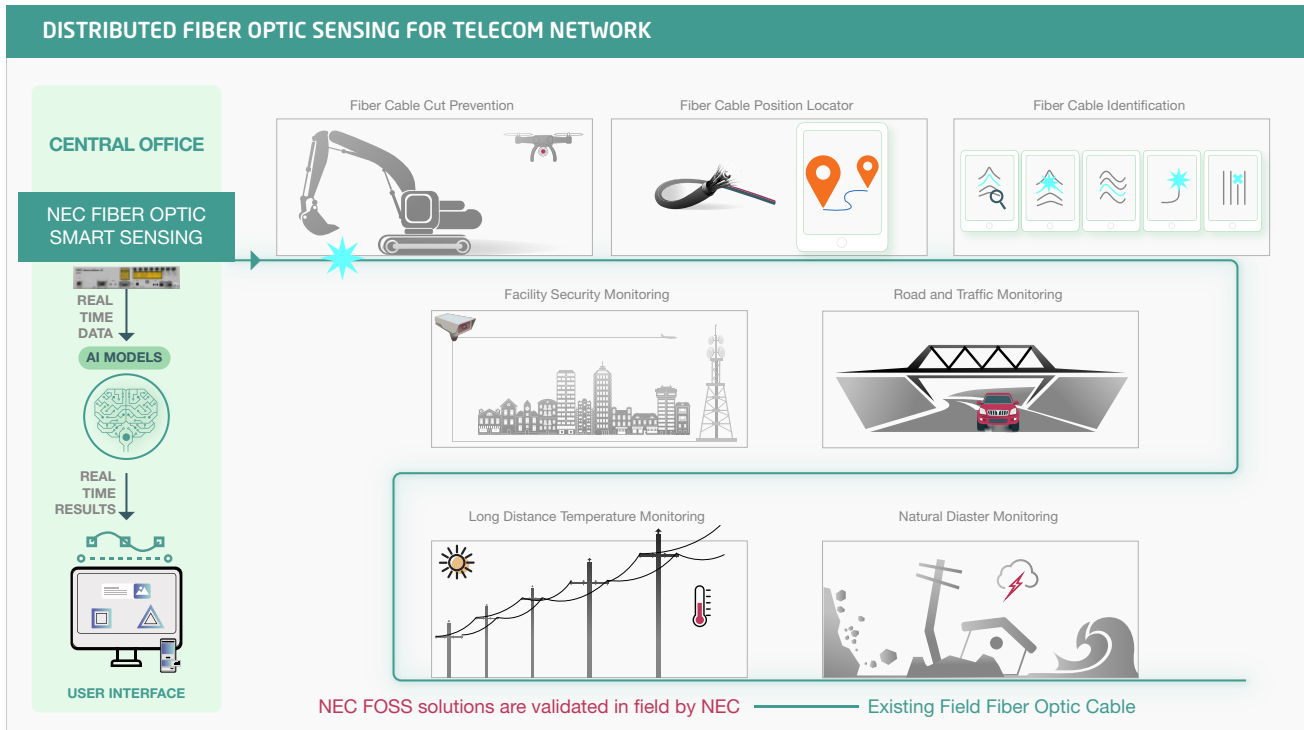 DISTRIBUTED FIBER OPTIC SENSING FOR TELECOM NETWORK
CENTRAL OFFICE
NEC FIBER OPTIC
SMART SENSING
REAL
TIME
DATA
AI MODELS
REAL
TIME
RESULTS
USER INTERFACE
Fiber Cable Cut Prevention
Fiber Cable Position Locator
Fiber Cable Identification
Facility Security Monitoring
Road and Traffic Monitoring
Long Distance Temperature Monitoring
Natural Diaster Monitoring
NEC FOSS solutions are validated in field by NEC
Existing Field Fiber Optic Cable